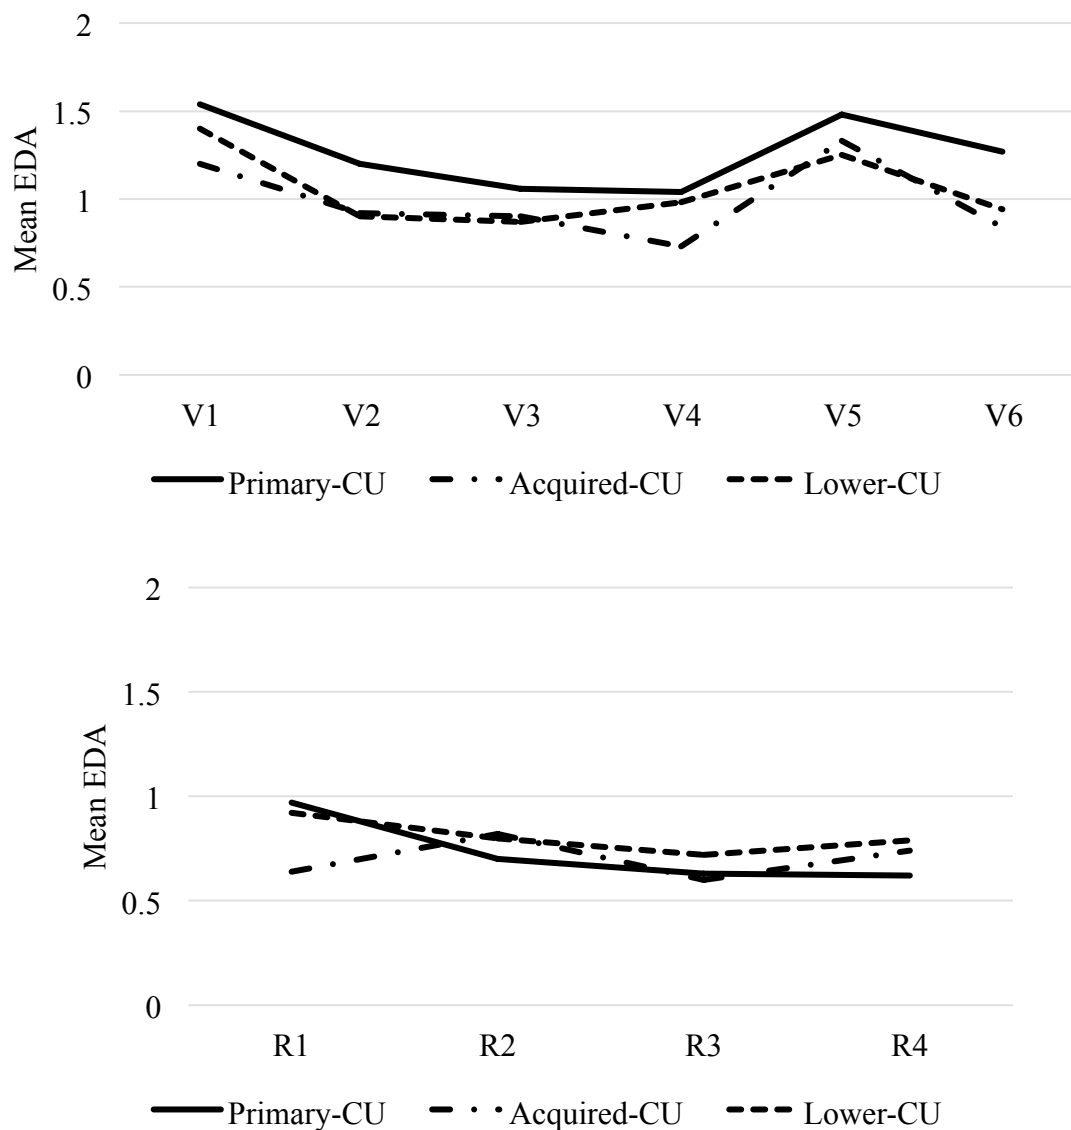 2
1.5
1
0.5
0
Mean EDA
V1 V2 V3 V4 V5 V6
Primary-CU Acquired-CU Lower-CU
2
1.5
1
0.5
0
Mean EDA
R1 R2 R3 R4
Primary-CU Acquired-CU Lower-CU